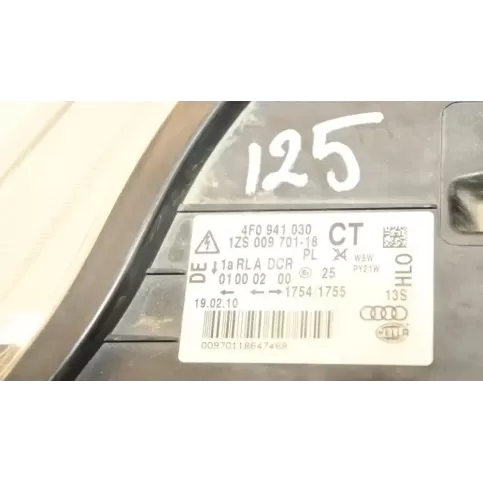 125
4F0 941 030
1ZS 009 701-18
CT
DE
1a RLA DCR
PL
W5W
PY21W
01 00 02 00
25
HLO
← → 1754 1755
13S
19.02.10
HELLA